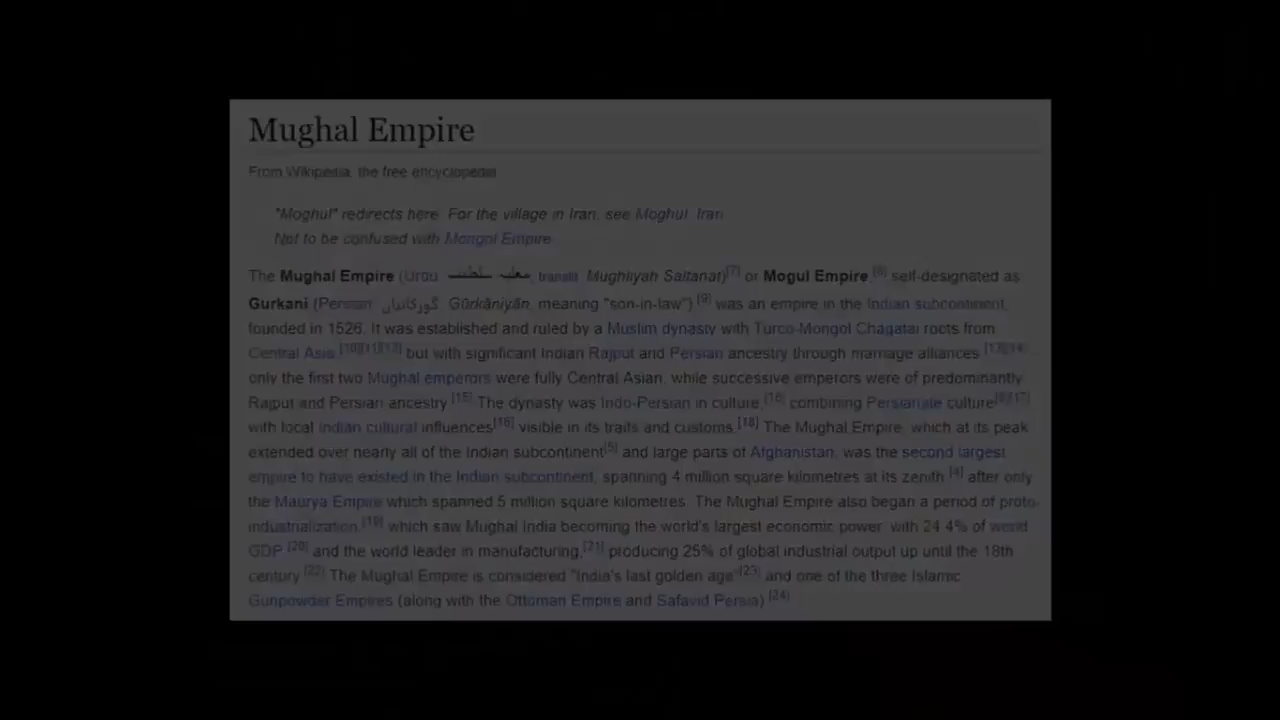 Mughal Empire
From Wikipedia, the free encyclopedia
"Moghul" redirects here. For the village in Iran, see Moghul, Iran.
Not to be confused with Mongol Empire.
The Mughal Empire (Urdu: مغلیہ سلطنت, translit. Mughliyah Saltanat)[7] or Mogul Empire,[8] self-designated as
Gurkani (Persian: گورکانیان, Gūrkāniyān, meaning "son-in-law"),[9] was an empire in the Indian subcontinent,
founded in 1526. It was established and ruled by a Muslim dynasty with Turco-Mongol Chagatai roots from
Central Asia,[10][11][12] but with significant Indian Rajput and Persian ancestry through marriage alliances;[13][14]
only the first two Mughal emperors were fully Central Asian, while successive emperors were of predominantly
Rajput and Persian ancestry.[15] The dynasty was Indo-Persian in culture,[16] combining Persianate culture[8][17]
with local Indian cultural influences[16] visible in its traits and customs.[18] The Mughal Empire, which at its peak
extended over nearly all of the Indian subcontinent[5] and large parts of Afghanistan, was the second largest
empire to have existed in the Indian subcontinent, spanning 4 million square kilometres at its zenith,[4] after only
the Maurya Empire which spanned 5 million square kilometres. The Mughal Empire also began a period of proto-
industrialization,[19] which saw Mughal India becoming the world's largest economic power, with 24.4% of world
GDP,[20] and the world leader in manufacturing,[21] producing 25% of global industrial output up until the 18th
century.[22] The Mughal Empire is considered "India's last golden age"[23] and one of the three Islamic
Gunpowder Empires (along with the Ottoman Empire and Safavid Persia).[24]